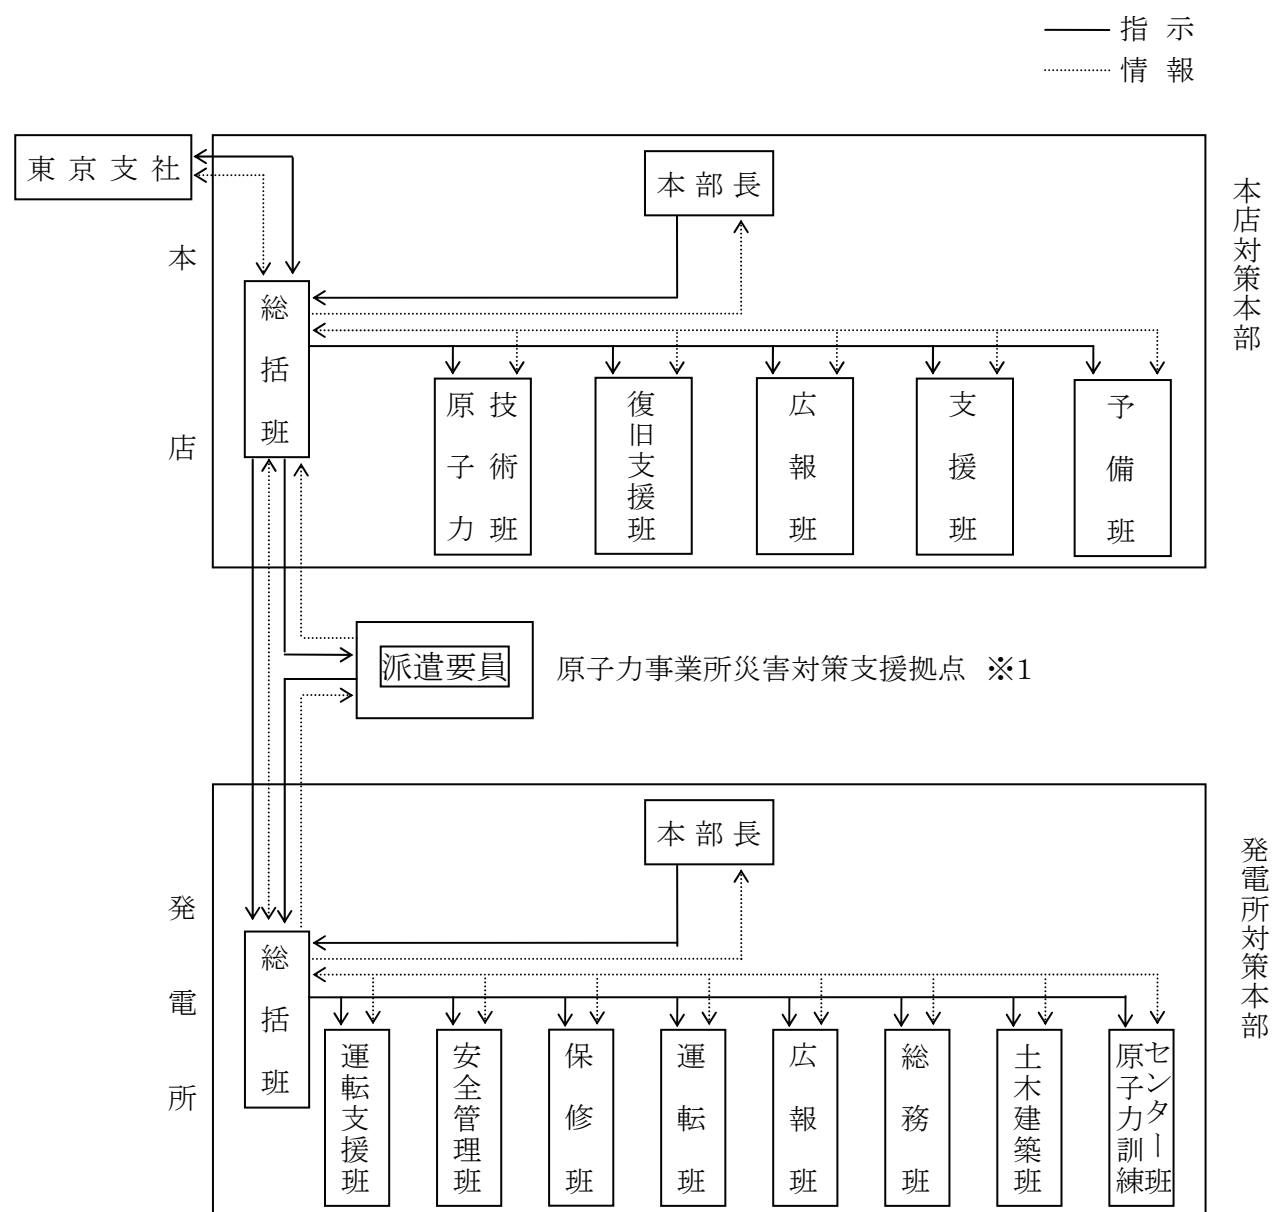 指示
情報
東京支社
本店
本店対策本部
本部長
総括班
原子力
技術班
復旧支援班
広報班
支援班
予備班
派遣要員
原子力事業所災害対策支援拠点 ※1
発電所
発電所対策本部
本部長
総括班
運転支援班
安全管理班
保修班
運転班
広報班
総務班
土木建築班
原子力訓練
センター班